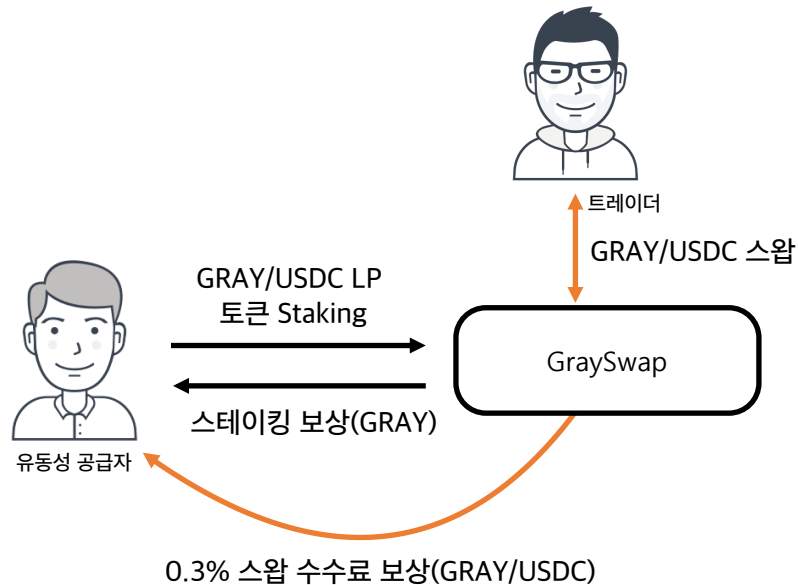 트레이더
GRAY/USDC 스왑
GRAY/USDC LP
토큰 Staking
GraySwap
스테이킹 보상(GRAY)
유동성 공급자
0.3% 스왑 수수료 보상(GRAY/USDC)